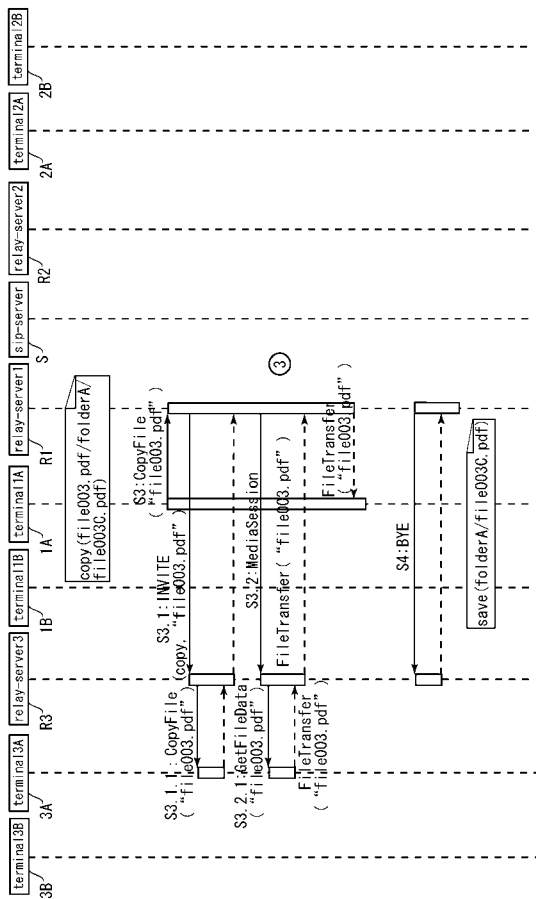 terminal3B
3B
terminal3A
3A
relay-server3
R3
terminal1B
1B
terminal1A
1A
relay-server1
R1
sip-server
S
relay-server2
R2
terminal2A
2A
terminal2B
2B
copy(file003.pdf/folderA/
file003C.pdf)
S3:CopyFile
( “file003.pdf” )
S3.1:INVITE
(copy, “file003.pdf” )
S3.1.1:CopyFile
( “file003.pdf” )
S3.2:MediaSession
S3.2.1:GetFileData
( “file003.pdf” )
FileTransfer( “file003.pdf” )
FileTransfer
( “file003.pdf” )
3
FileTransfer
( “file003.pdf” )
S4:BYE
save(folderA/file003C.pdf)